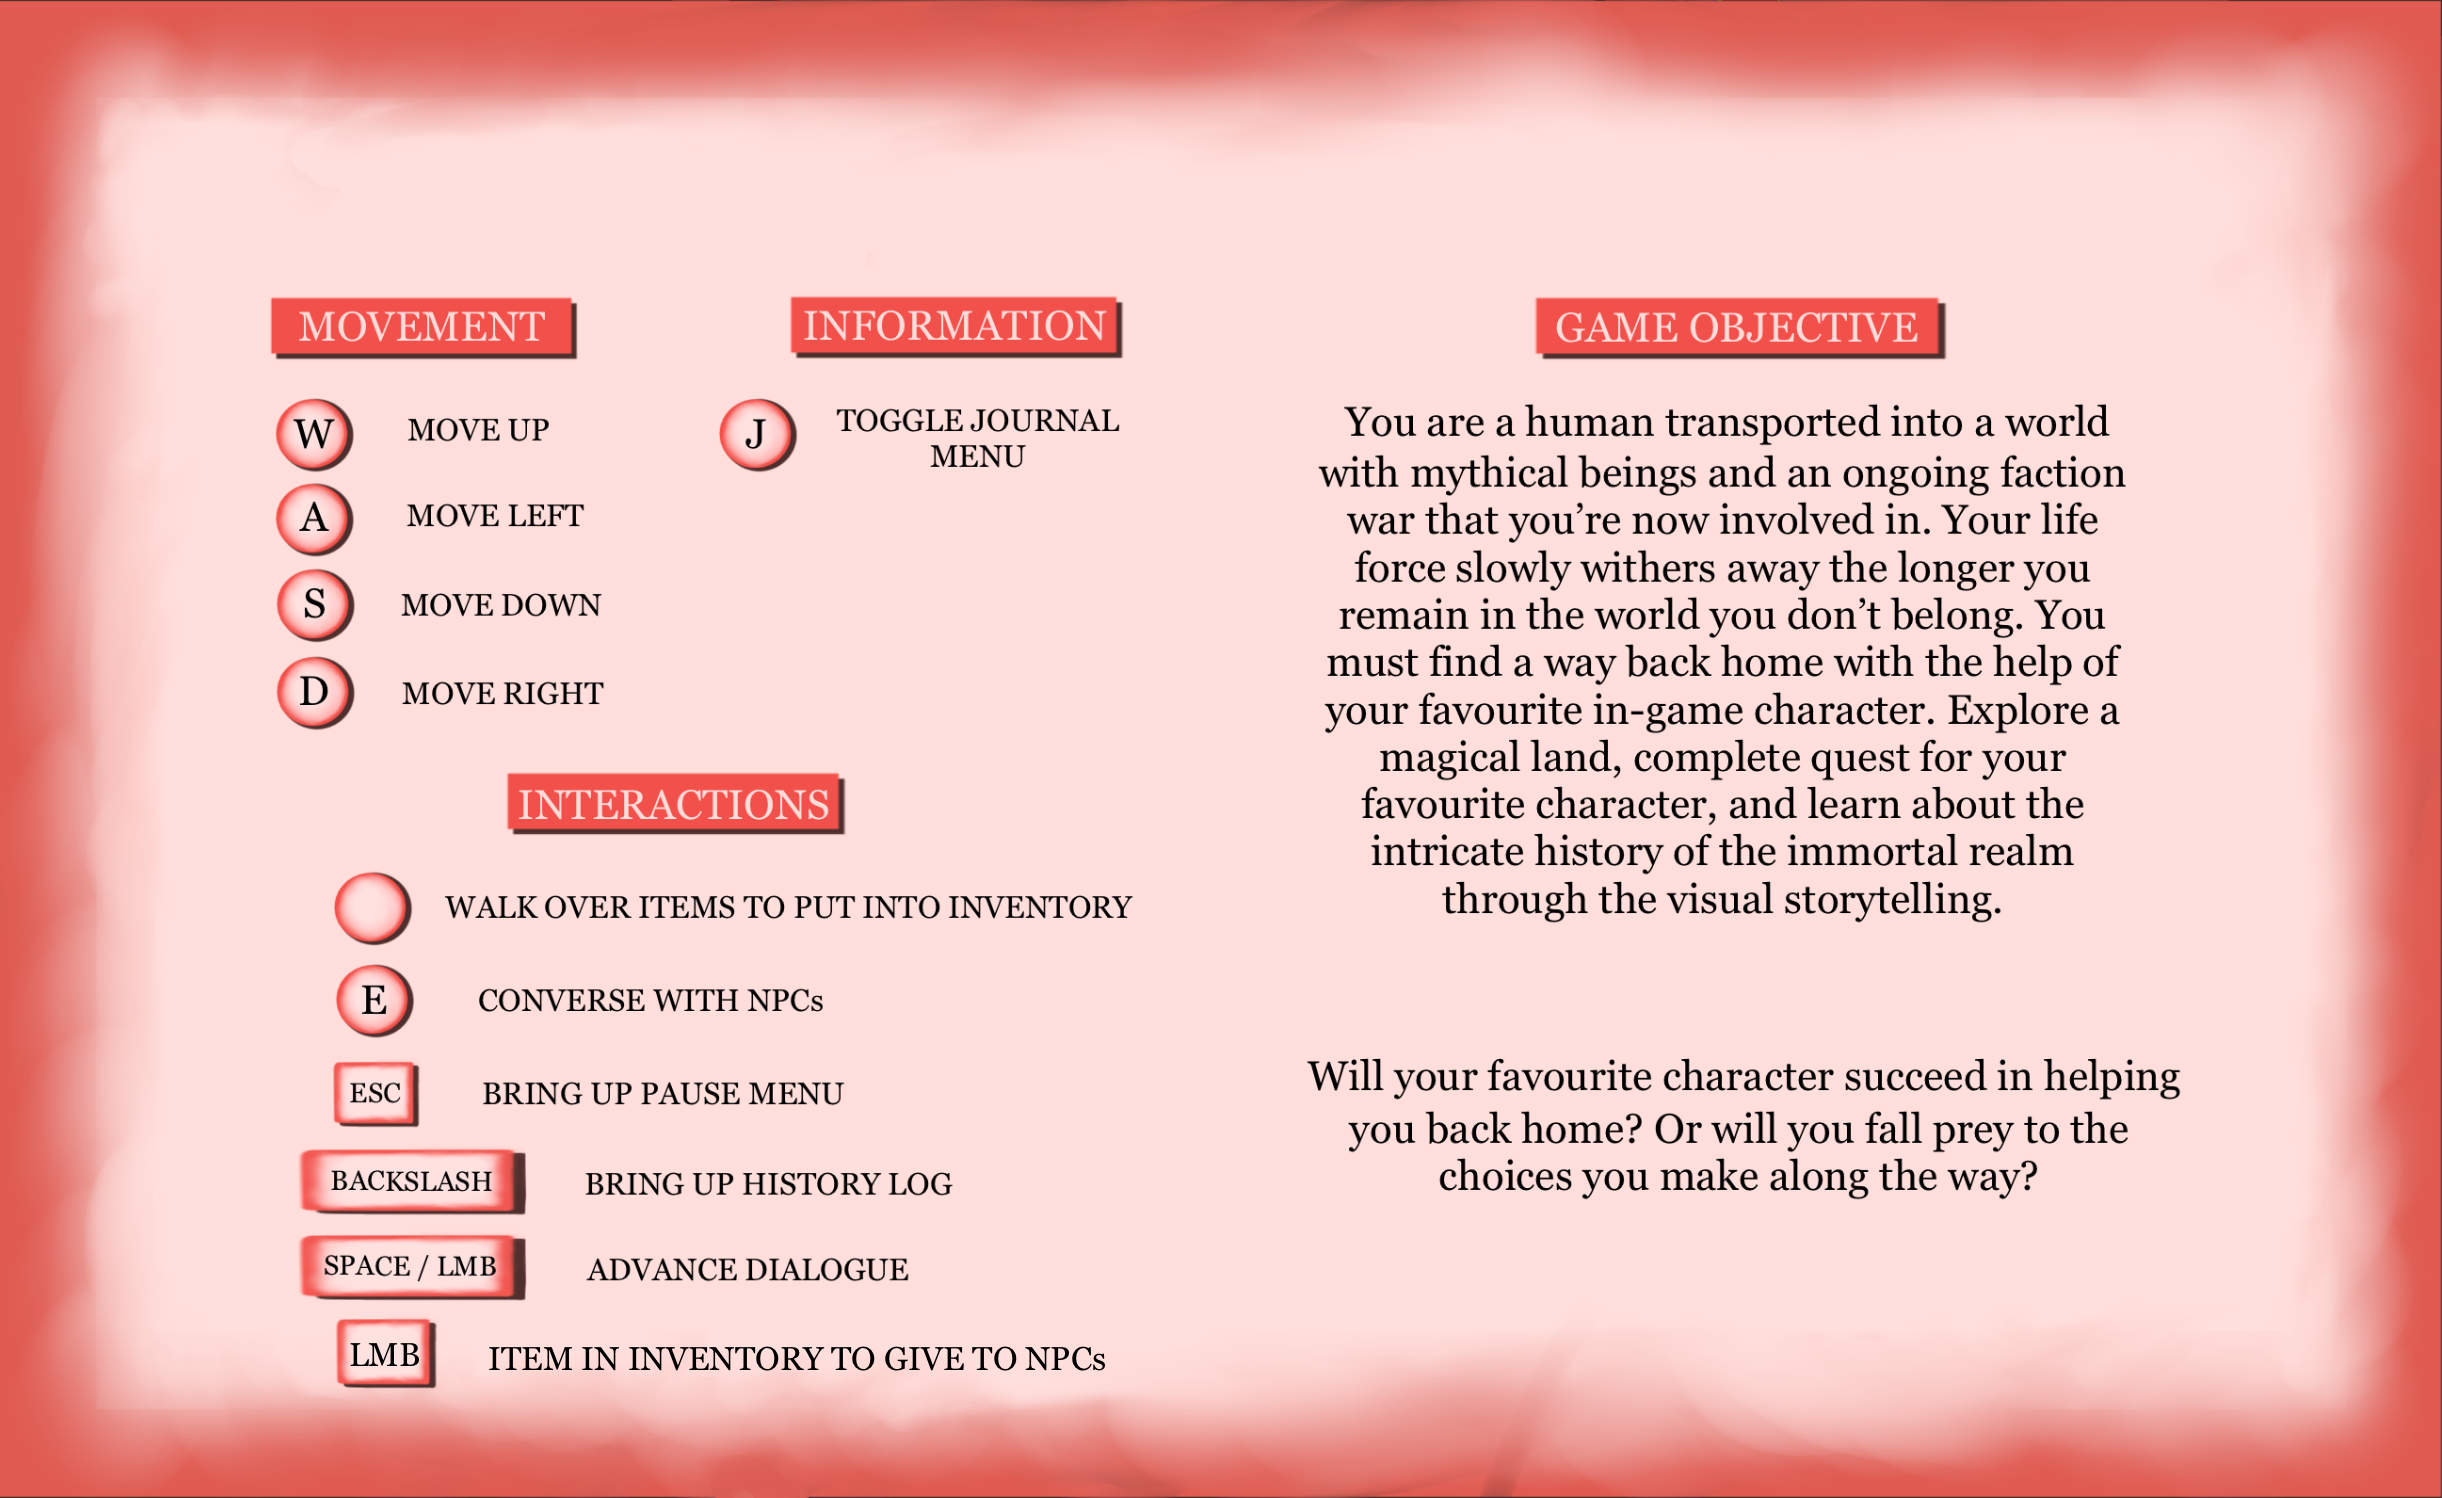 MOVEMENT
W MOVE UP
A MOVE LEFT
S MOVE DOWN
D MOVE RIGHT
INFORMATION
J TOGGLE JOURNAL
MENU
INTERACTIONS
WALK OVER ITEMS TO PUT INTO INVENTORY
E CONVERSE WITH NPCs
ESC BRING UP PAUSE MENU
BACKSLASH BRING UP HISTORY LOG
SPACE / LMB ADVANCE DIALOGUE
LMB ITEM IN INVENTORY TO GIVE TO NPCs
GAME OBJECTIVE
You are a human transported into a world
with mythical beings and an ongoing faction
war that you’re now involved in. Your life
force slowly withers away the longer you
remain in the world you don’t belong. You
must find a way back home with the help of
your favourite in-game character. Explore a
magical land, complete quest for your
favourite character, and learn about the
intricate history of the immortal realm
through the visual storytelling.
Will your favourite character succeed in helping
you back home? Or will you fall prey to the
choices you make along the way?